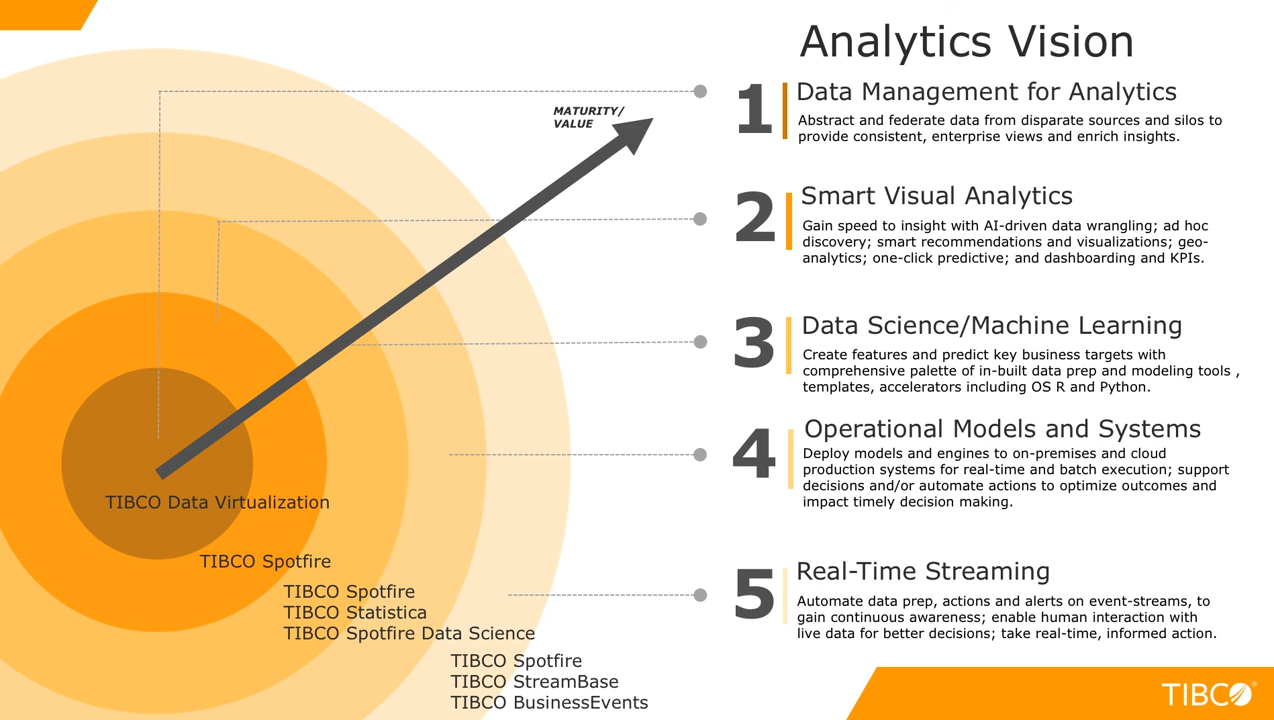 Analytics Vision
MATURITY/
VALUE
1
Data Management for Analytics
Abstract and federate data from disparate sources and silos to
provide consistent, enterprise views and enrich insights.
2
Smart Visual Analytics
Gain speed to insight with AI-driven data wrangling; ad hoc
discovery; smart recommendations and visualizations; geo-
analytics; one-click predictive; and dashboarding and KPIs.
3
Data Science/Machine Learning
Create features and predict key business targets with
comprehensive palette of in-built data prep and modeling tools ,
templates, accelerators including OS R and Python.
4
Operational Models and Systems
Deploy models and engines to on-premises and cloud
production systems for real-time and batch execution; support
decisions and/or automate actions to optimize outcomes and
impact timely decision making.
5
Real-Time Streaming
Automate data prep, actions and alerts on event-streams, to
gain continuous awareness; enable human interaction with
live data for better decisions; take real-time, informed action.
TIBCO Data Virtualization
TIBCO Spotfire
TIBCO Spotfire
TIBCO Statistica
TIBCO Spotfire Data Science
TIBCO Spotfire
TIBCO StreamBase
TIBCO BusinessEvents
TIBCO®